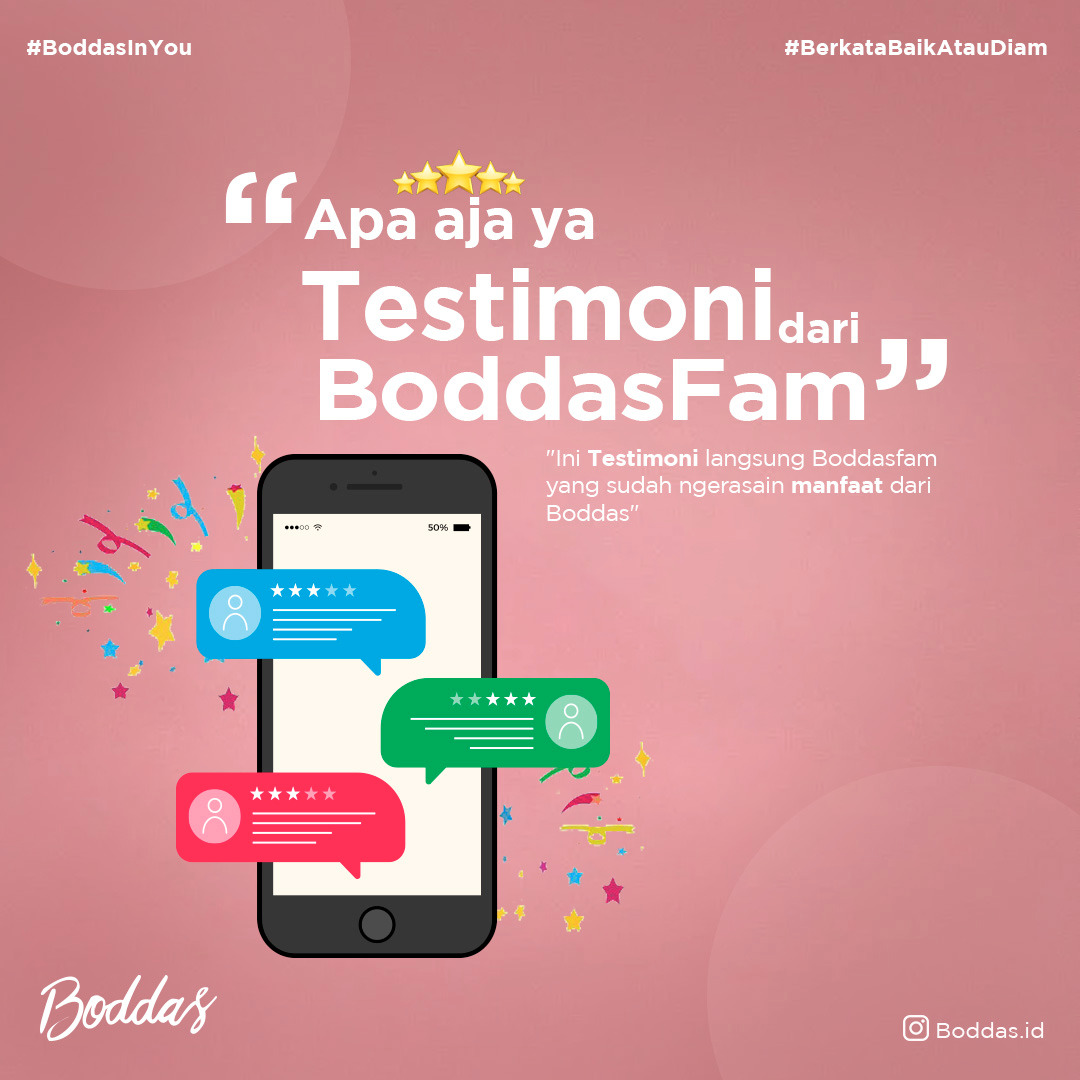 #BoddasInYou
#BerkataBaikAtauDiam
“Apa aja ya
Testimoni dari
BoddasFam”
"Ini Testimoni langsung Boddasfam
yang sudah ngerasain manfaat dari
Boddas"
50%
Boddas
Boddas.id